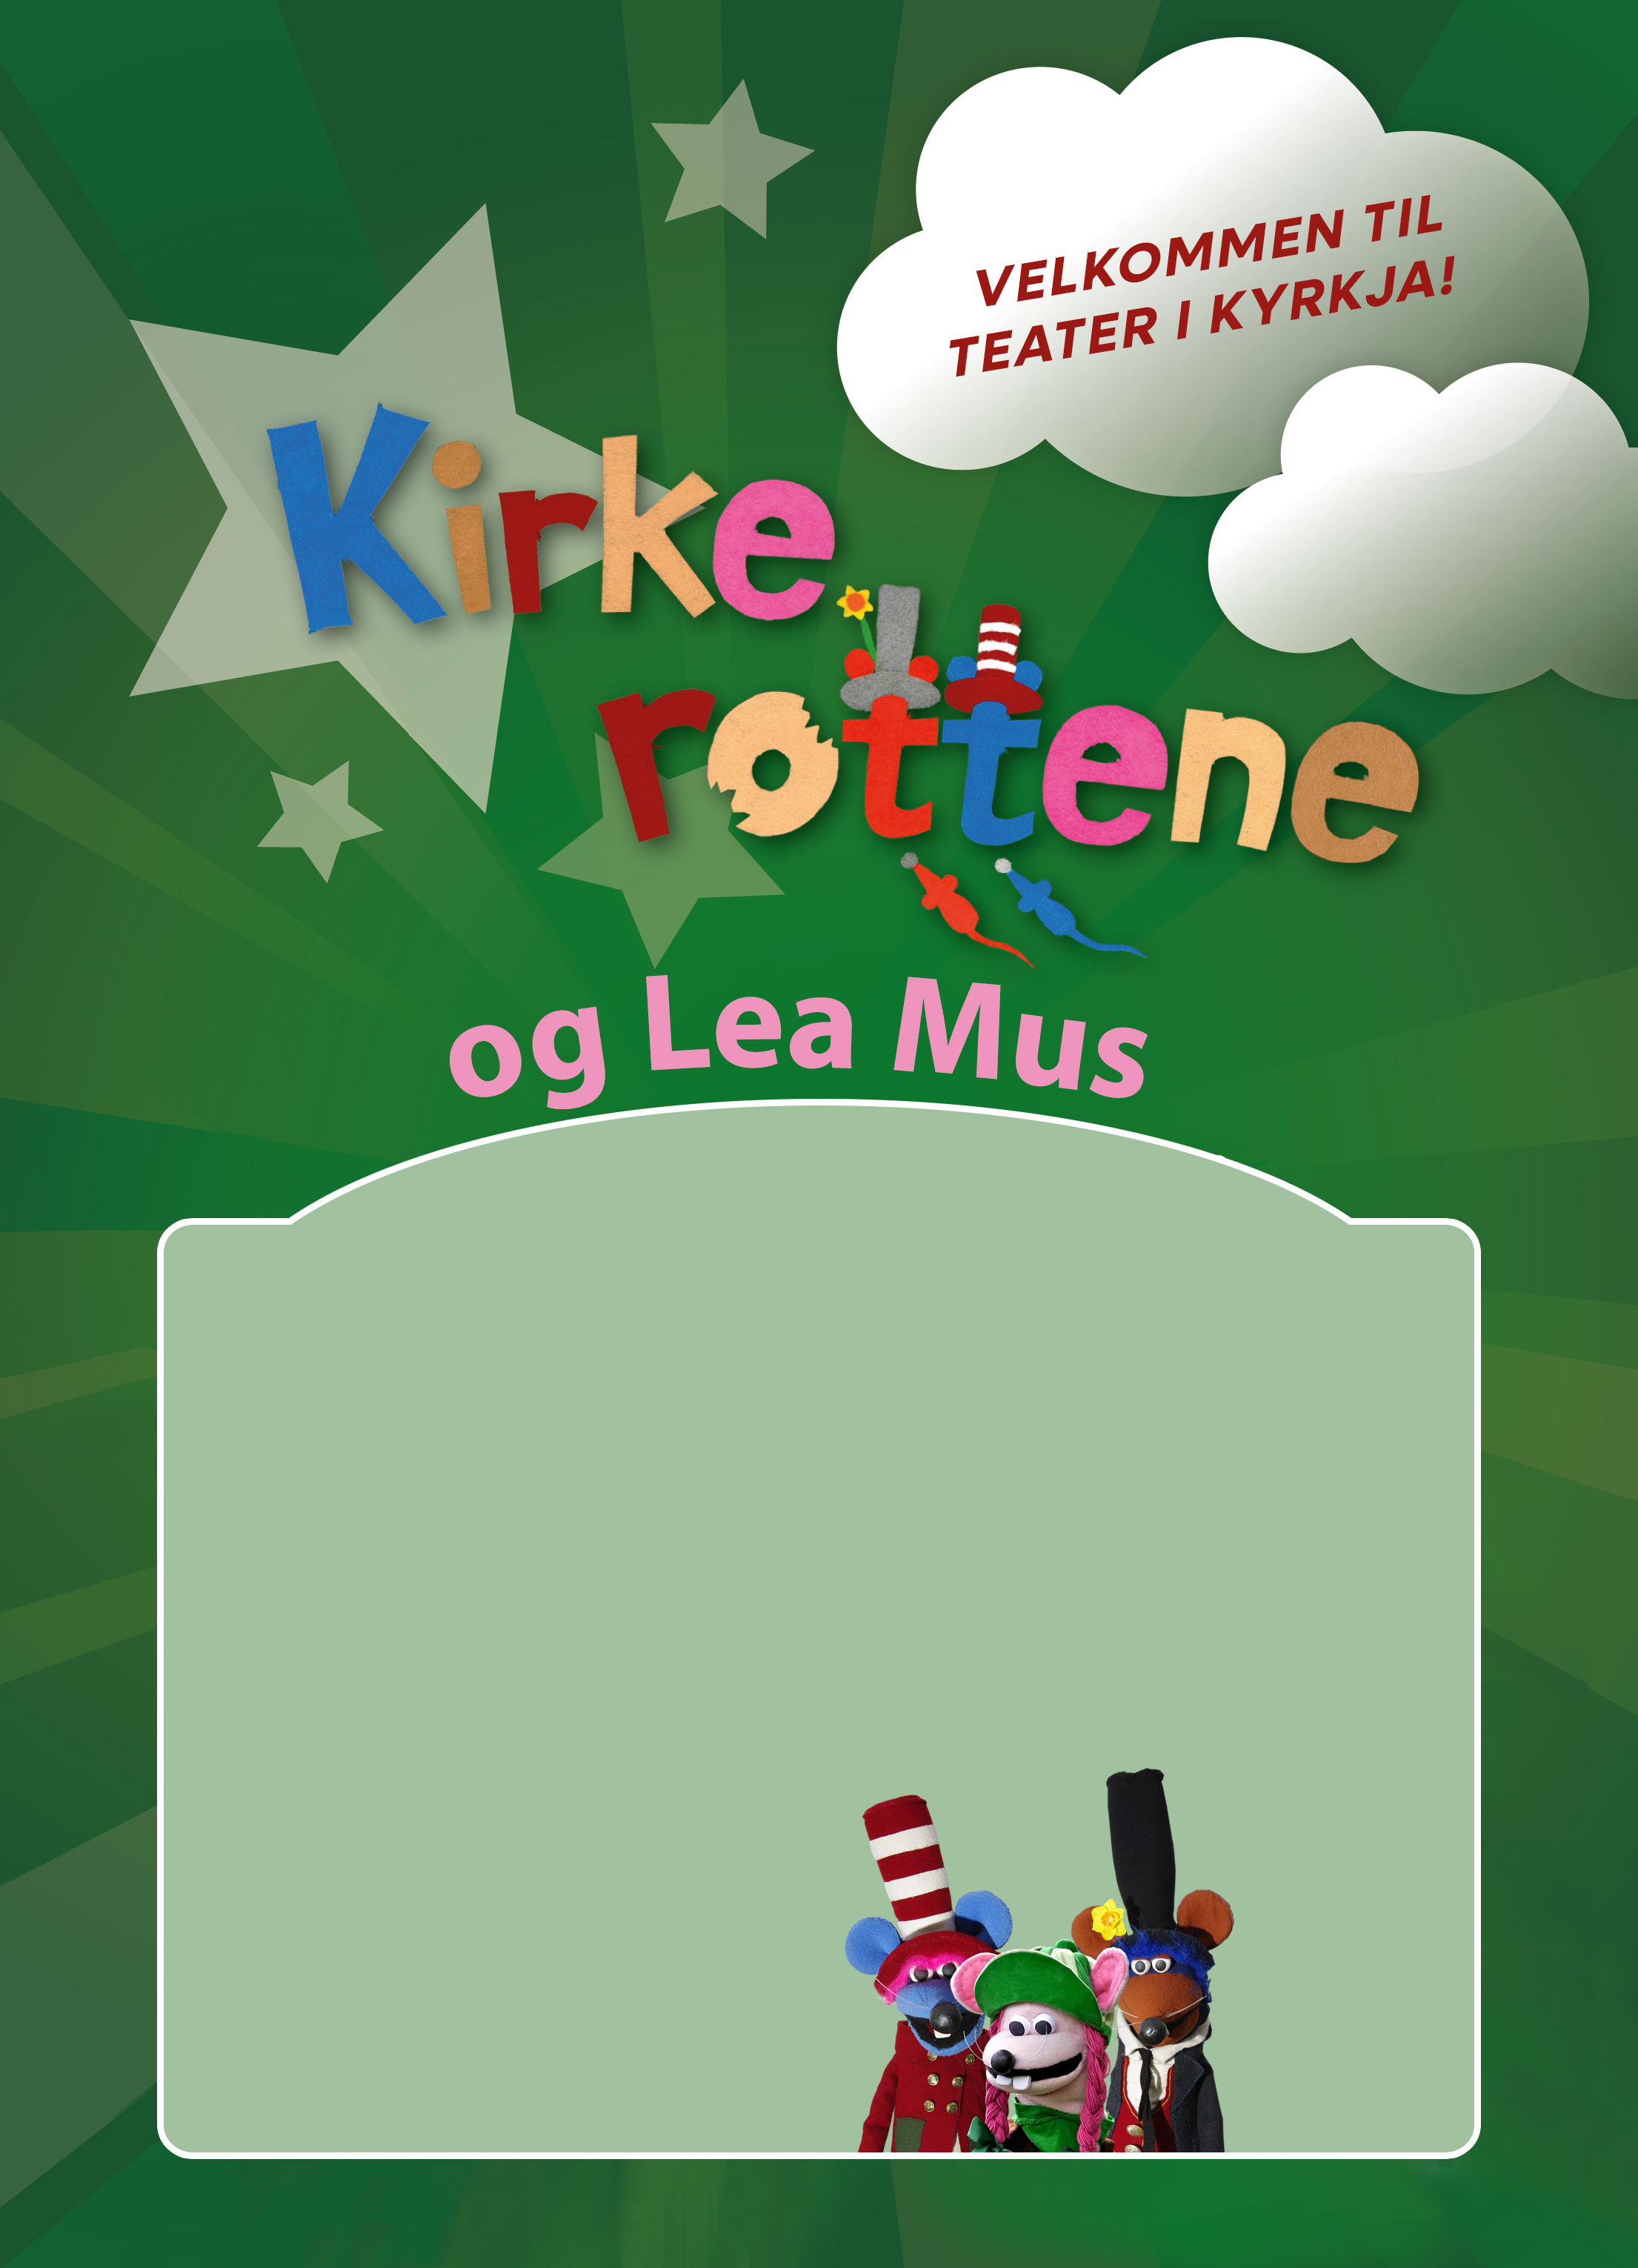 VELKOMMEN TIL
TEATER I KYRKJA!
Kirke
rottene
og Lea Mus